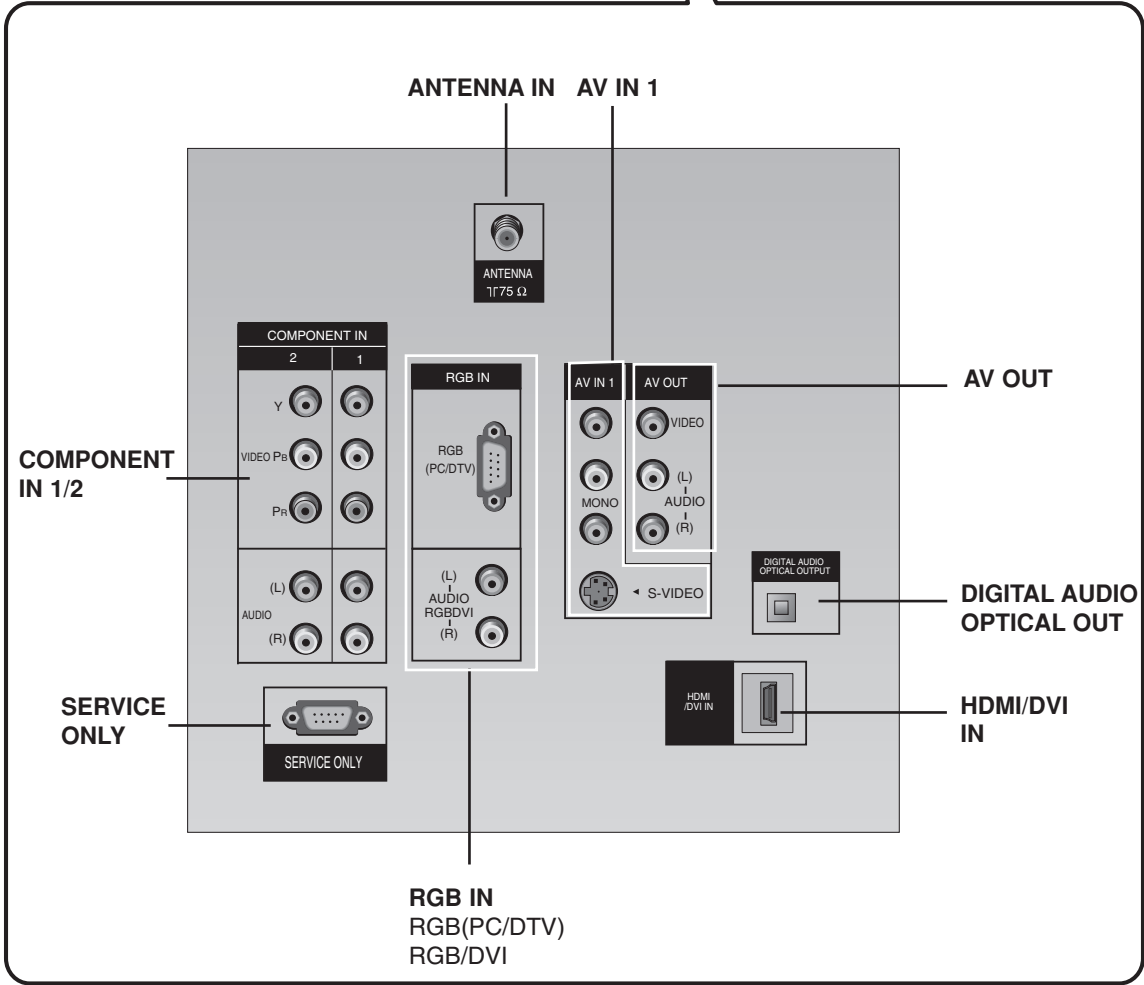 ANTENNA IN AV IN 1
ANTENNA
75 Ω
COMPONENT IN
2 1
Y
VIDEO PB
PR
(L)
AUDIO
(R)
COMPONENT
IN 1/2
RGB IN
RGB
(PC/DTV)
(L)
AUDIO
RGBDVI
(R)
AV IN 1
MONO
AV OUT
VIDEO
(L)
AUDIO
(R)
◄ S-VIDEO
AV OUT
DIGITAL AUDIO
OPTICAL OUTPUT
DIGITAL AUDIO
OPTICAL OUT
HDMI
/DVI IN
HDMI/DVI
IN
SERVICE
ONLY
SERVICE ONLY
RGB IN
RGB(PC/DTV)
RGB/DVI